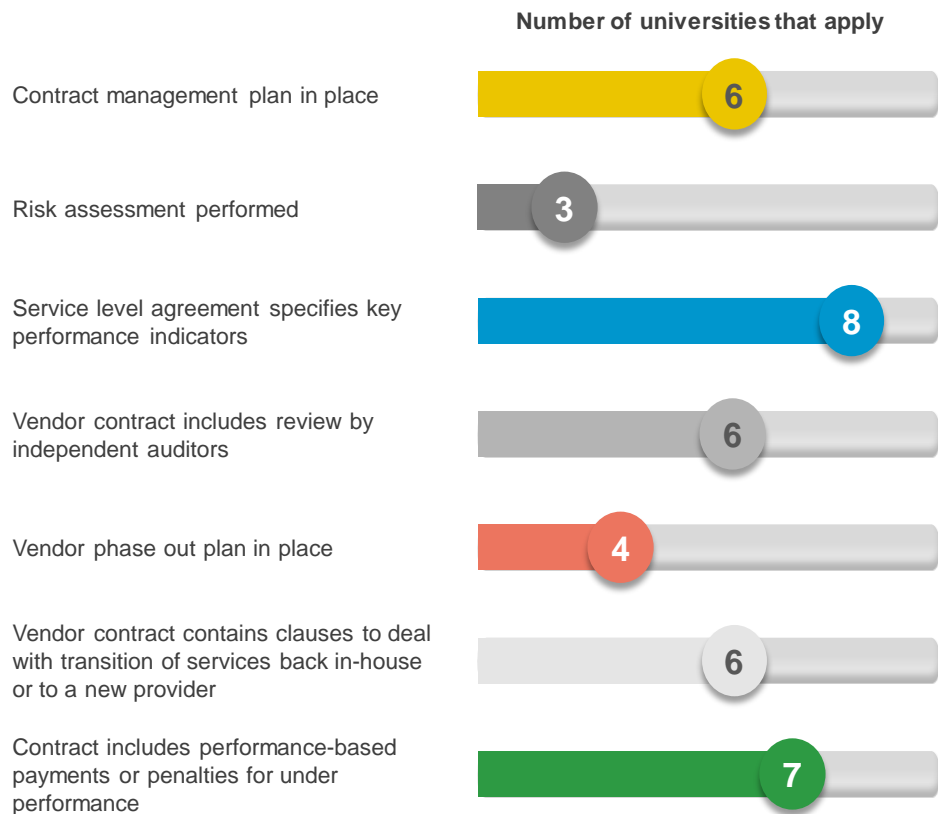 Number of universities that apply
Contract management plan in place
6
Risk assessment performed
3
Service level agreement specifies key
performance indicators
8
Vendor contract includes review by
independent auditors
6
Vendor phase out plan in place
4
Vendor contract contains clauses to deal
with transition of services back in-house
or to a new provider
6
Contract includes performance-based
payments or penalties for under
performance
7